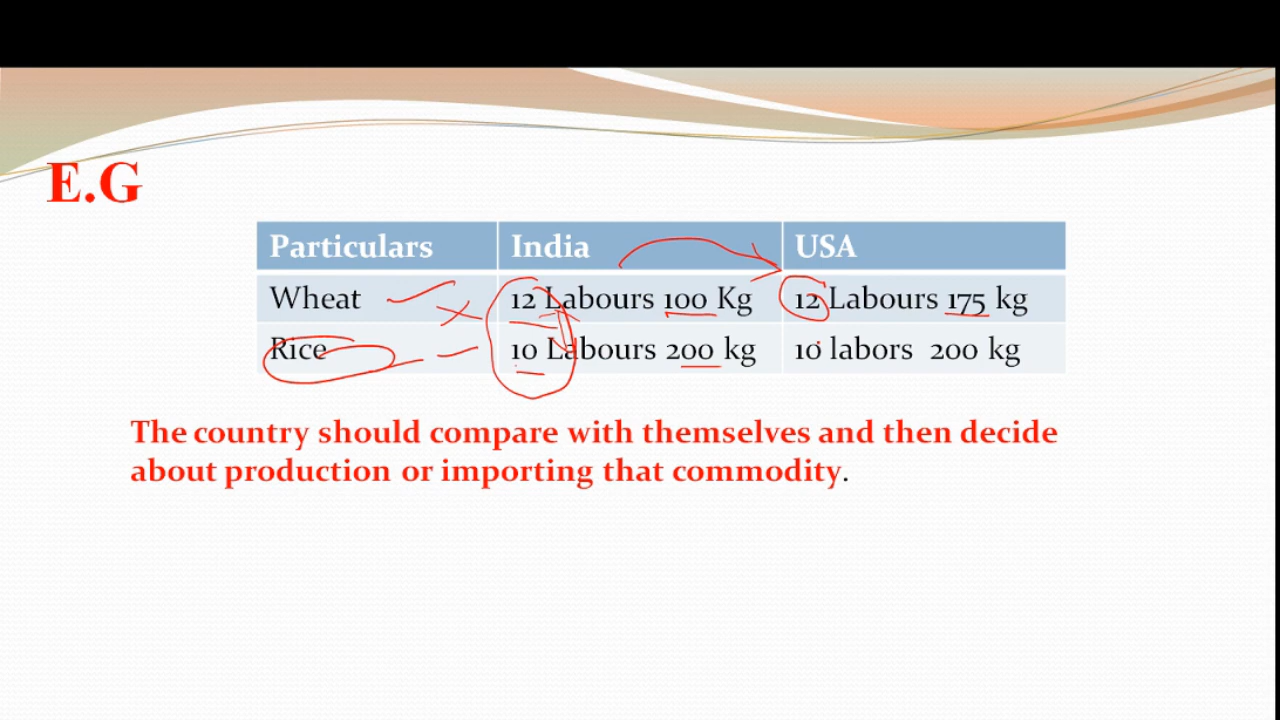 E.G
Particulars India USA
Wheat 12 Labours 100 Kg 12 Labours 175 kg
Rice 10 Labours 200 kg 10 labors 200 kg
The country should compare with themselves and then decide
about production or importing that commodity.